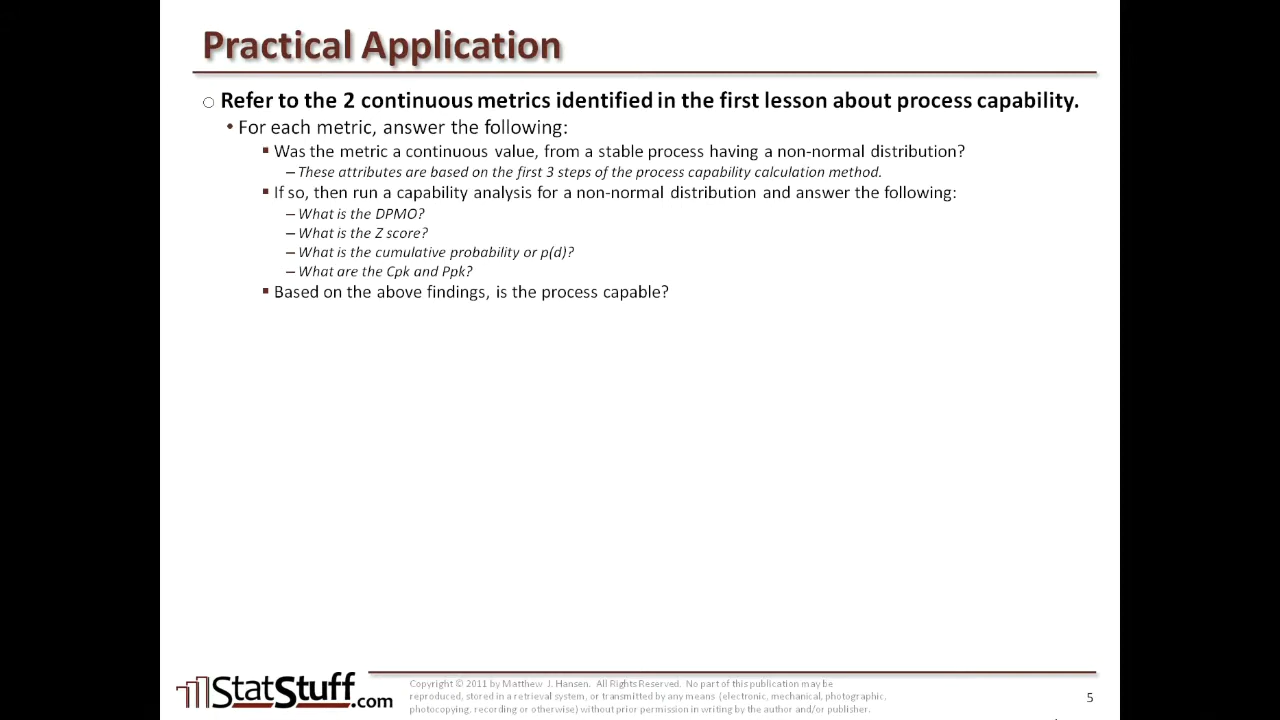 Practical Application
○ Refer to the 2 continuous metrics identified in the first lesson about process capability.
• For each metric, answer the following:
▪ Was the metric a continuous value, from a stable process having a non-normal distribution?
– These attributes are based on the first 3 steps of the process capability calculation method.
▪ If so, then run a capability analysis for a non-normal distribution and answer the following:
– What is the DPMO?
– What is the Z score?
– What is the cumulative probability or p(d)?
– What are the Cpk and Ppk?
▪ Based on the above findings, is the process capable?
StatStuff.com
Copyright © 2011 by Matthew J. Hansen. All Rights Reserved. No part of this publication may be
reproduced, stored in a retrieval system, or transmitted by any means (electronic, mechanical, photographic,
photocopying, recording or otherwise) without prior permission in writing by the author and/or publisher.
5